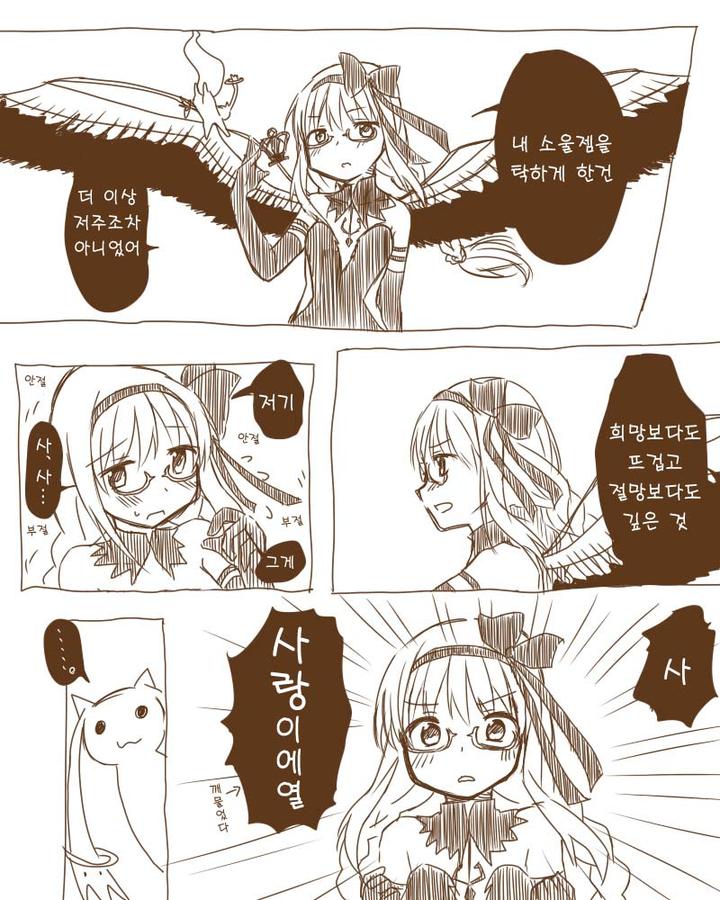 내 소울젬을
탁하게 한건
더 이상
저주조차
아니었어
희망보다도
뜨겁고
절망보다도
깊은 것
저기
안절
안절
사,
사...
부절
부절
그게
사
사랑이에열
깨물었다
....。